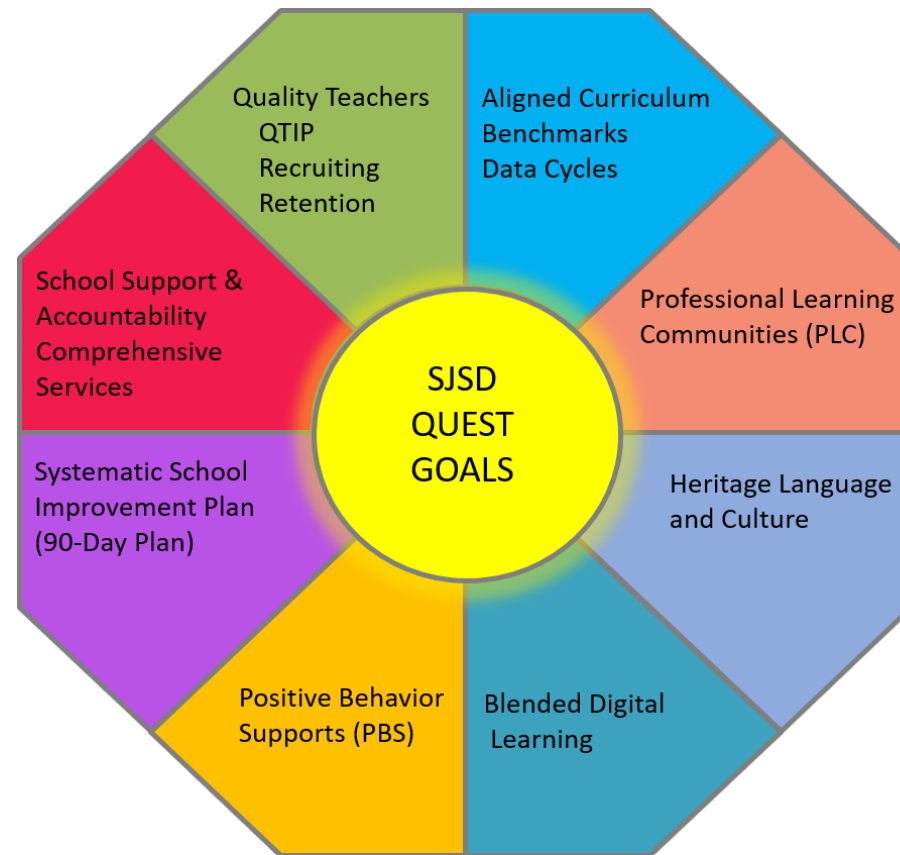 Quality Teachers
QTIP
Recruiting
Retention
Aligned Curriculum
Benchmarks
Data Cycles
School Support &
Accountability
Comprehensive
Services
Professional Learning
Communities (PLC)
SJSD
QUEST
GOALS
Systematic School
Improvement Plan
(90-Day Plan)
Heritage Language
and Culture
Positive Behavior
Supports (PBS)
Blended Digital
Learning